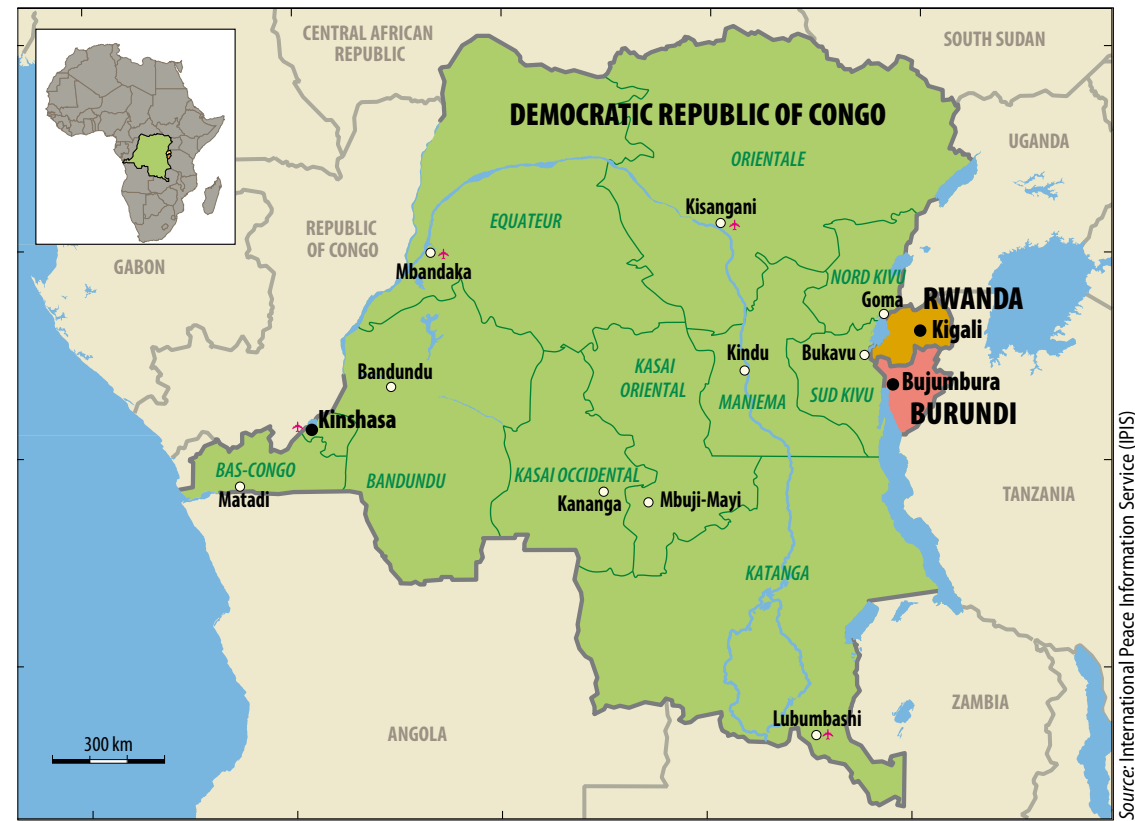 CENTRAL AFRICAN
REPUBLIC
SOUTH SUDAN
DEMOCRATIC REPUBLIC OF CONGO
UGANDA
ORIENTALE
Kisangani
EQUATEUR
REPUBLIC
OF CONGO
GABON
Mbandaka
NORD KIVU
Goma
RWANDA
Kigali
Kindu
Bukavu
KASAI
ORIENTAL
Bandundu
Bujumbura
SUD KIVU
MANIEMA
BURUNDI
Kinshasa
BAS-CONGO
Matadi
BANDUNDU
KASAI OCCIDENTAL
Kananga
Mbuji-Mayi
TANZANIA
KATANGA
ZAMBIA
Lubumbashi
ANGOLA
300 km
Source: International Peace Information Service (IPIS)